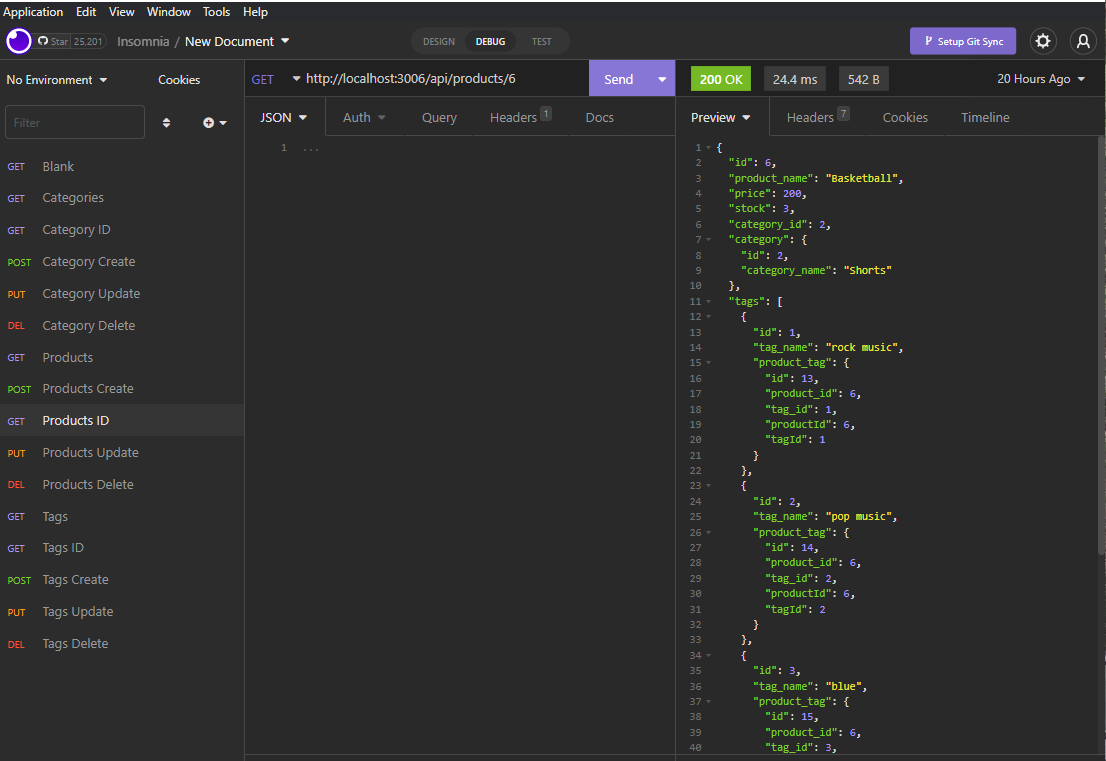 Application Edit View Window Tools Help
Star 25,201 Insomnia / New Document DESIGN DEBUG TEST Setup Git Sync
No Environment Cookies
Filter
GET Blank
GET Categories
GET Category ID
POST Category Create
PUT Category Update
DEL Category Delete
GET Products
POST Products Create
GET Products ID
PUT Products Update
DEL Products Delete
GET Tags
GET Tags ID
POST Tags Create
PUT Tags Update
DEL Tags Delete
GET http://localhost:3006/api/products/6 Send
JSON Auth Query Headers 1 Docs
1 ...
200 OK 24.4 ms 542 B 20 Hours Ago
Preview Headers 7 Cookies Timeline
1 {
2 "id": 6,
3 "product_name": "Basketball",
4 "price": 200,
5 "stock": 3,
6 "category_id": 2,
7 "category": {
8 "id": 2,
9 "category_name": "Shorts"
10 },
11 "tags": [
12 {
13 "id": 1,
14 "tag_name": "rock music",
15 "product_tag": {
16 "id": 13,
17 "product_id": 6,
18 "tag_id": 1,
19 "productId": 6,
20 "tagId": 1
21 }
22 },
23 {
24 "id": 2,
25 "tag_name": "pop music",
26 "product_tag": {
27 "id": 14,
28 "product_id": 6,
29 "tag_id": 2,
30 "productId": 6,
31 "tagId": 2
32 }
33 },
34 {
35 "id": 3,
36 "tag_name": "blue",
37 "product_tag": {
38 "id": 15,
39 "product_id": 6,
40 "tag_id": 3,